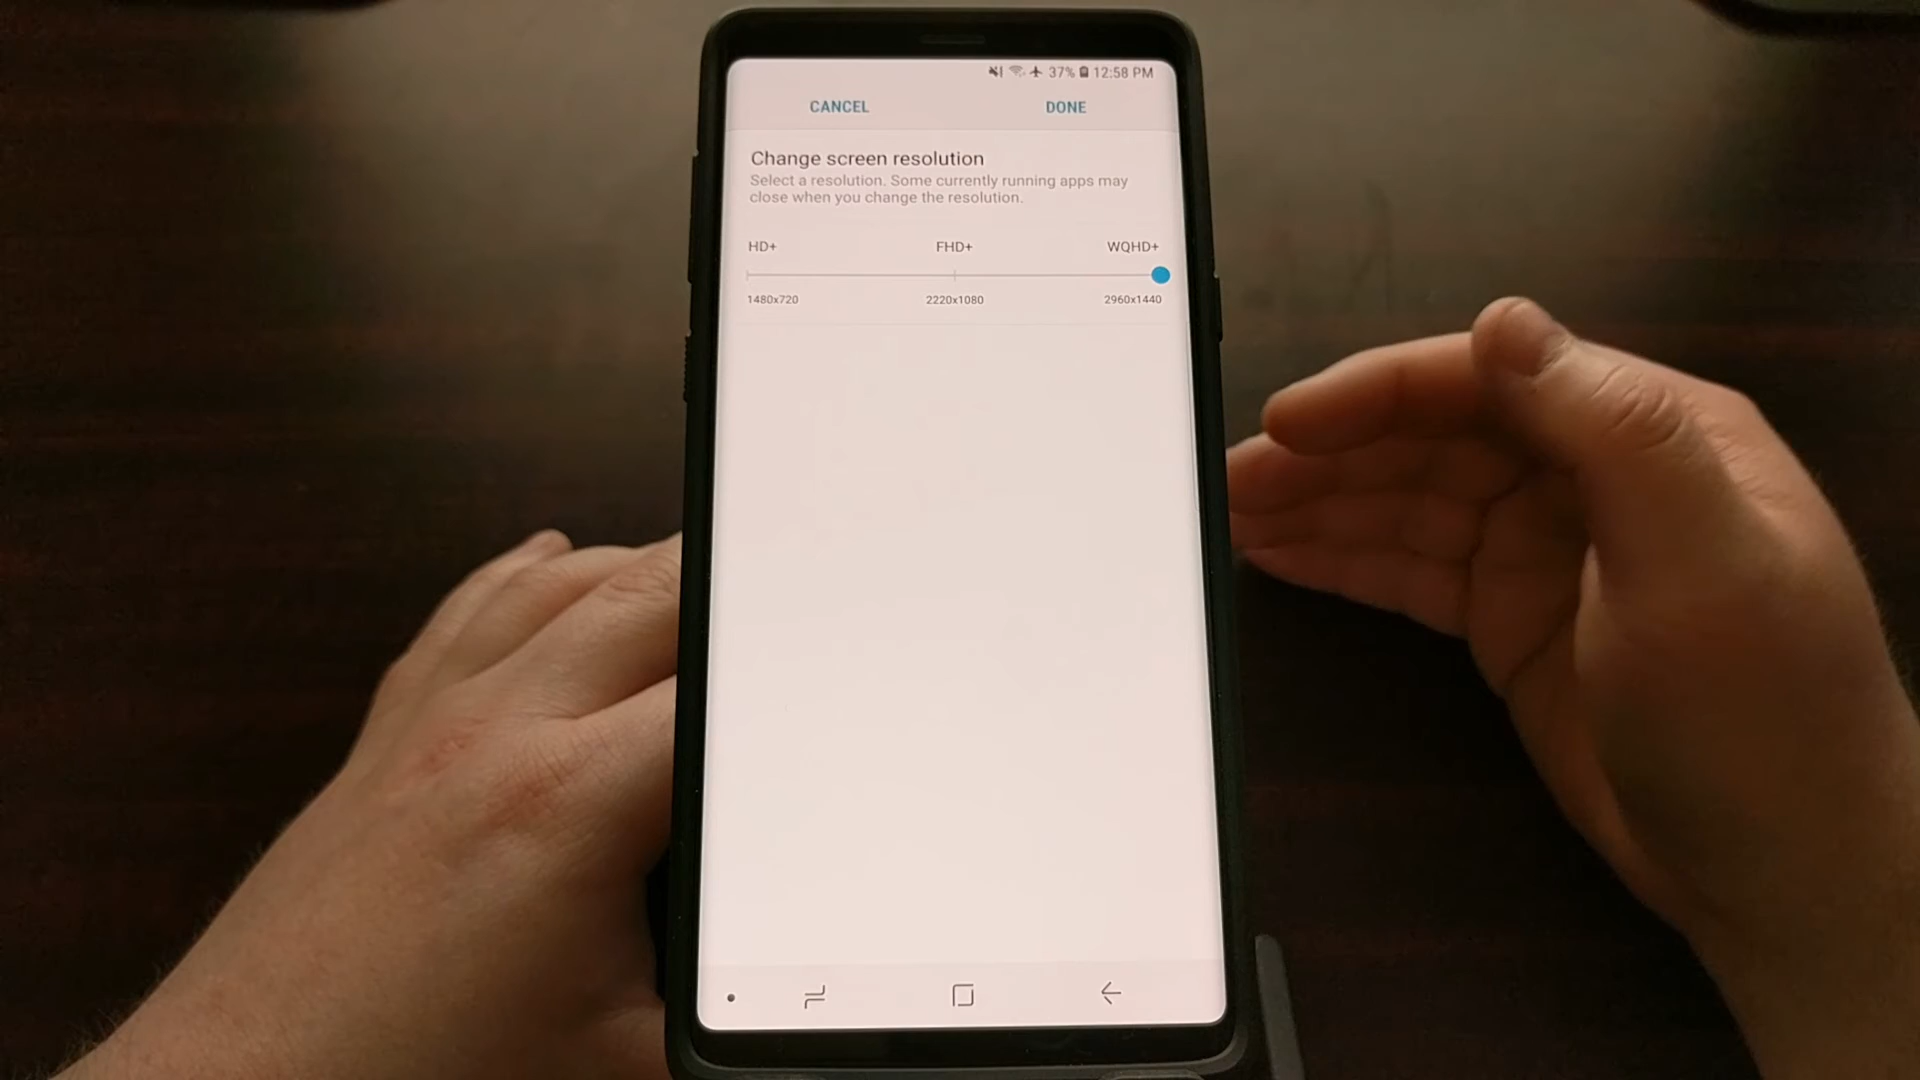 37% 12:58 PM
CANCEL DONE
Change screen resolution
Select a resolution. Some currently running apps may
close when you change the resolution.
HD+ FHD+ WQHD+
1480x720 2220x1080 2960x1440